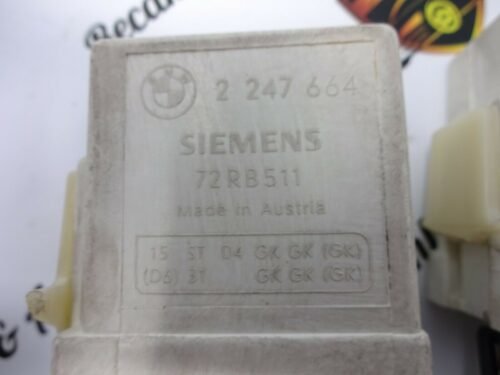 2 247 664
SIEMENS
72RB511
Made in Austria
15 ST D4 GK GK (GK)
(D6) 31 GK GK (GK)